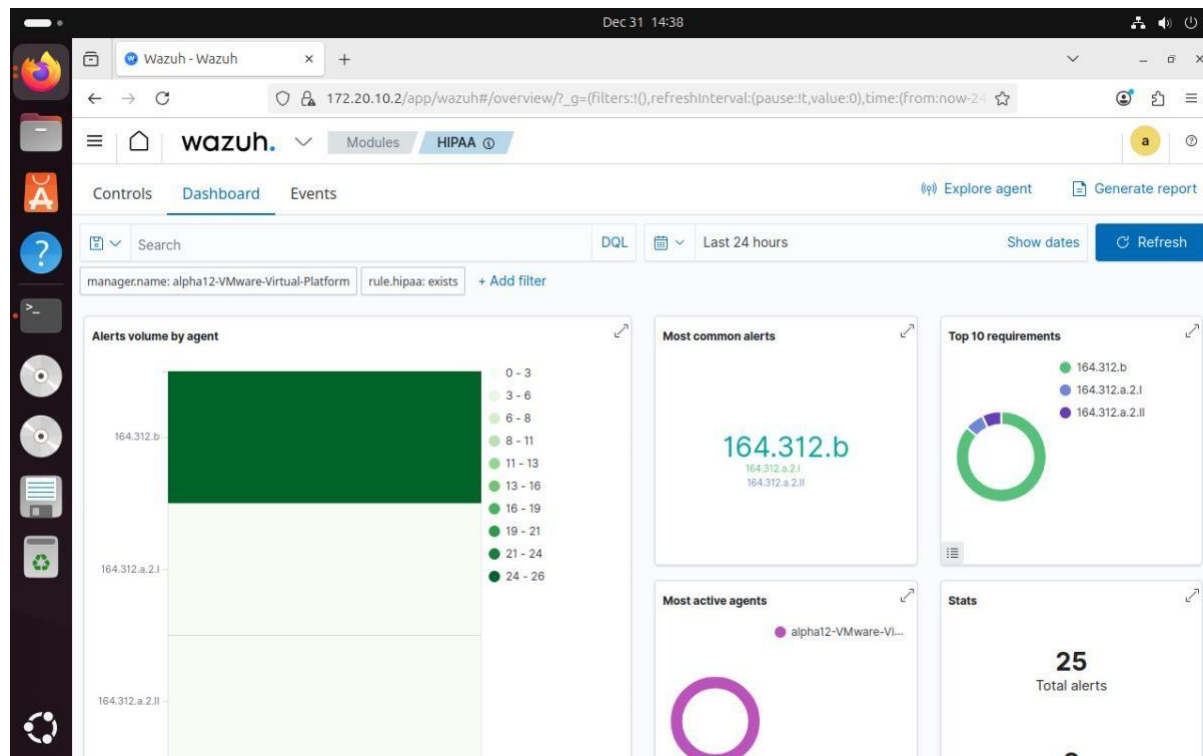 Dec 31 14:38
Wazuh - Wazuh
172.20.10.2/app/wazuh#/overview/?_g=(filters:!(),refreshInterval:(pause:!t,value:0),time:(from:now-24
wazuh. Modules HIPAA a
Controls Dashboard Events Explore agent Generate report
Search DQL Last 24 hours Show dates Refresh
manager.name: alpha12-VMware-Virtual-Platform rule.hipaa: exists + Add filter
Alerts volume by agent
164.312.b
164.312.a.2.I
164.312.a.2.II
0 - 3
3 - 6
6 - 8
8 - 11
11 - 13
13 - 16
16 - 19
19 - 21
21 - 24
24 - 26
Most common alerts
164.312.b
164.312.a.2.I
164.312.a.2.II
Top 10 requirements
164.312.b
164.312.a.2.I
164.312.a.2.II
Most active agents
alpha12-VMware-Vi...
Stats
25
Total alerts